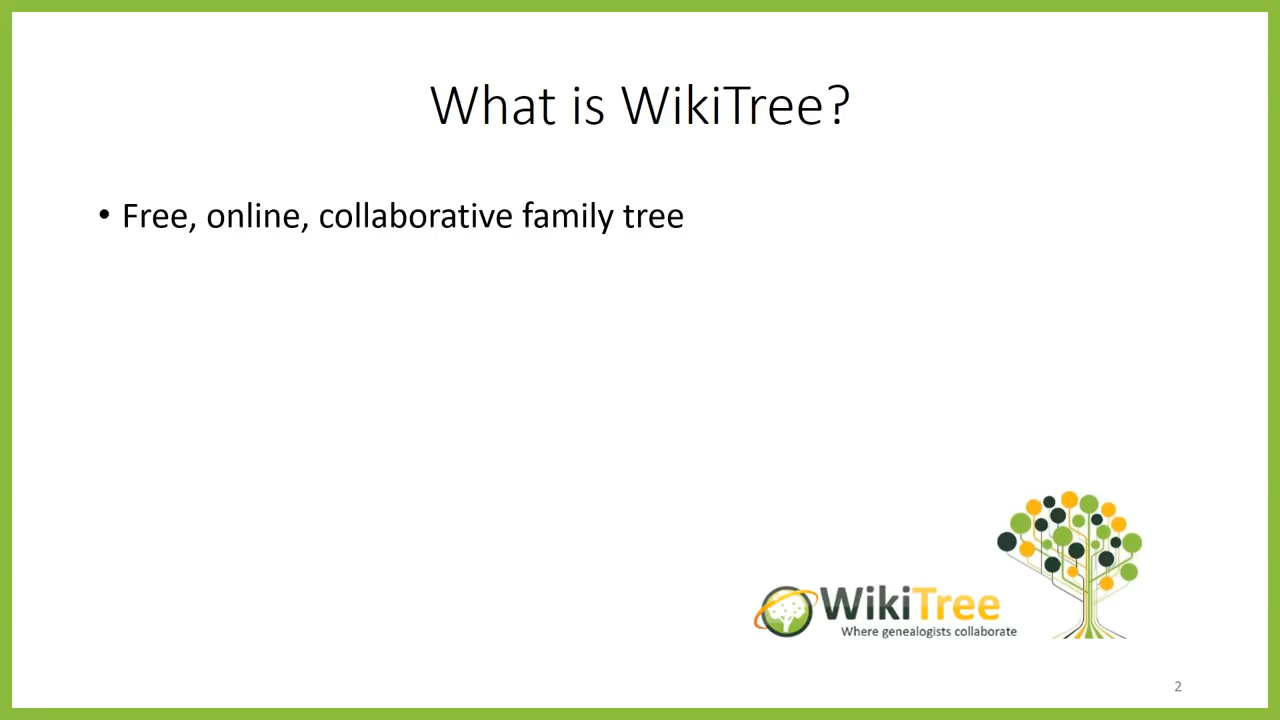 What is WikiTree?
• Free, online, collaborative family tree
WikiTree
Where genealogists collaborate
2